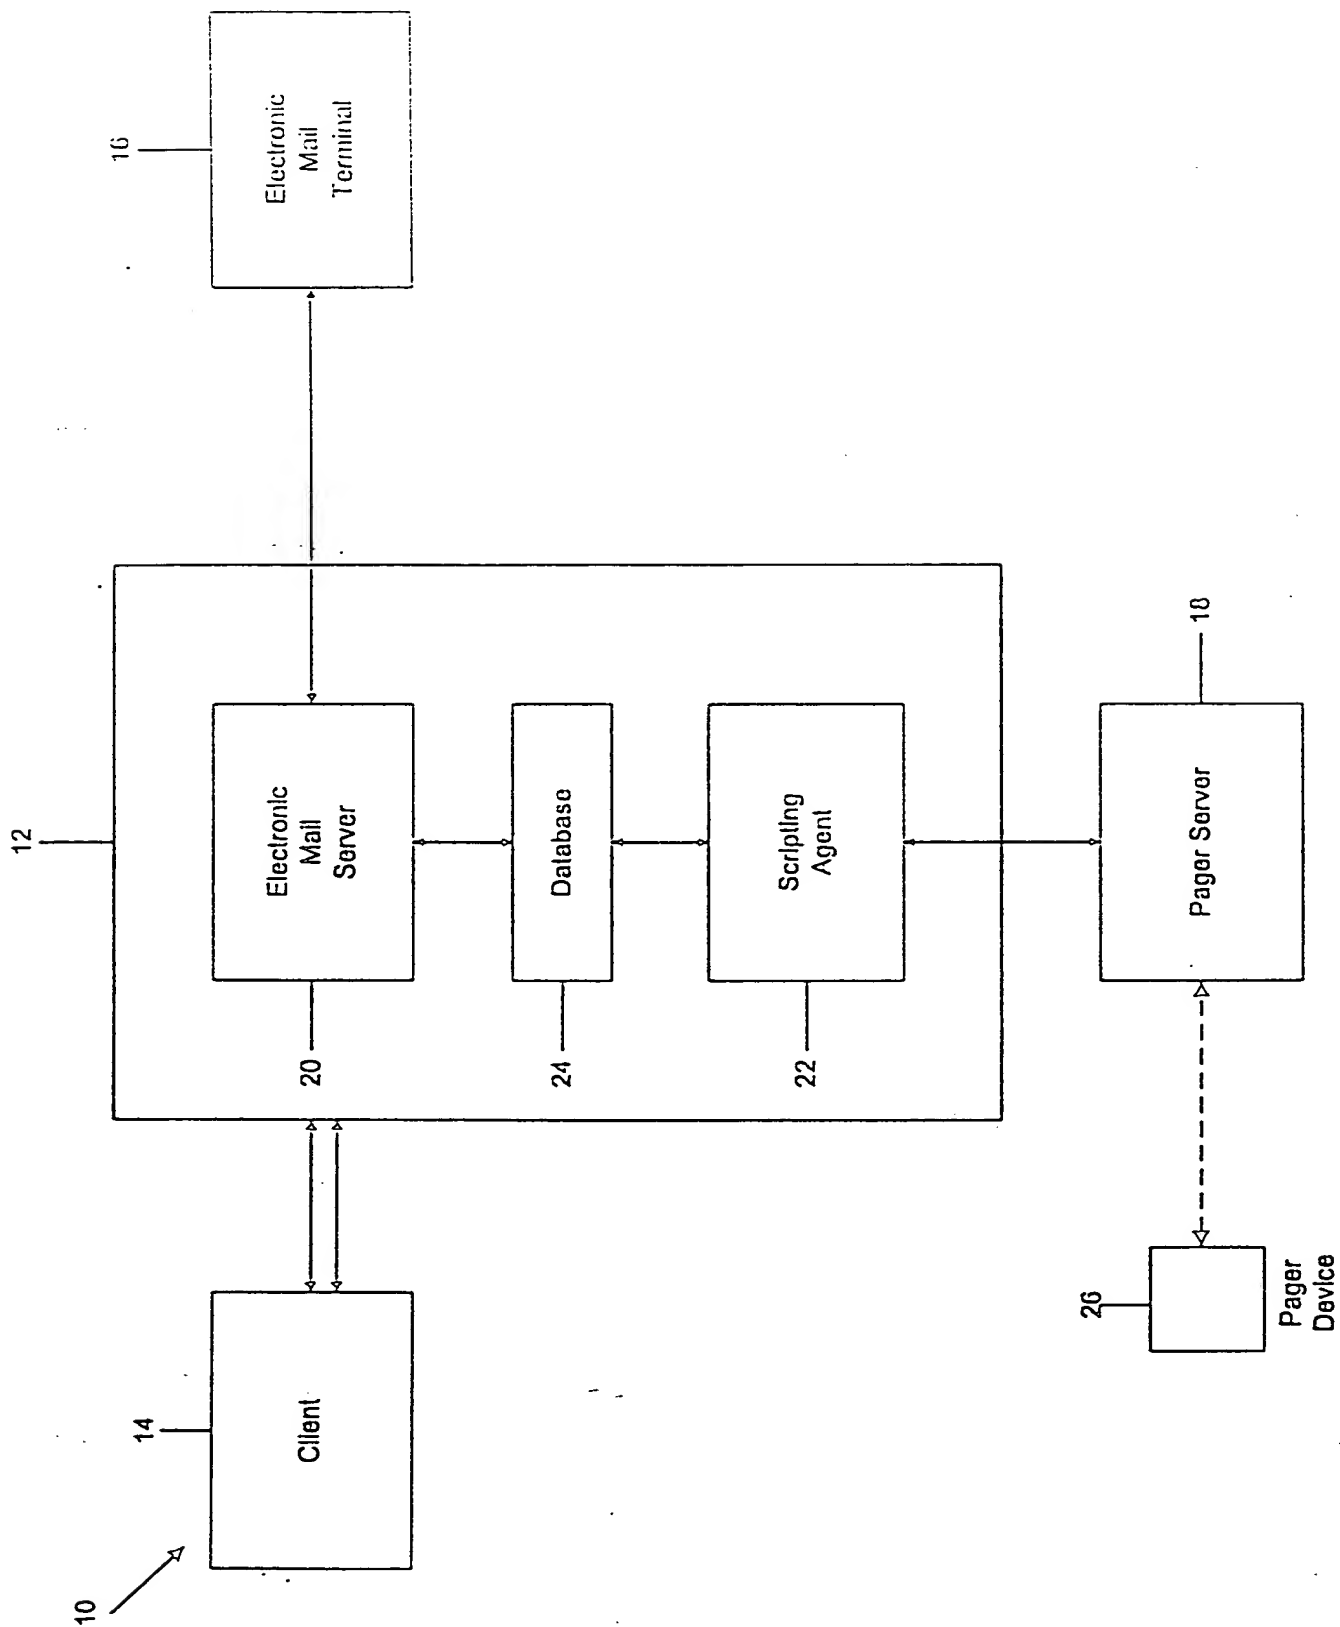 12
10
16
14
Client
Electronic
Mail
Server
Electronic
Mail
Terminal
20
Database
24
Scripting
Agent
22
18
Pager Server
26
Pager
Device